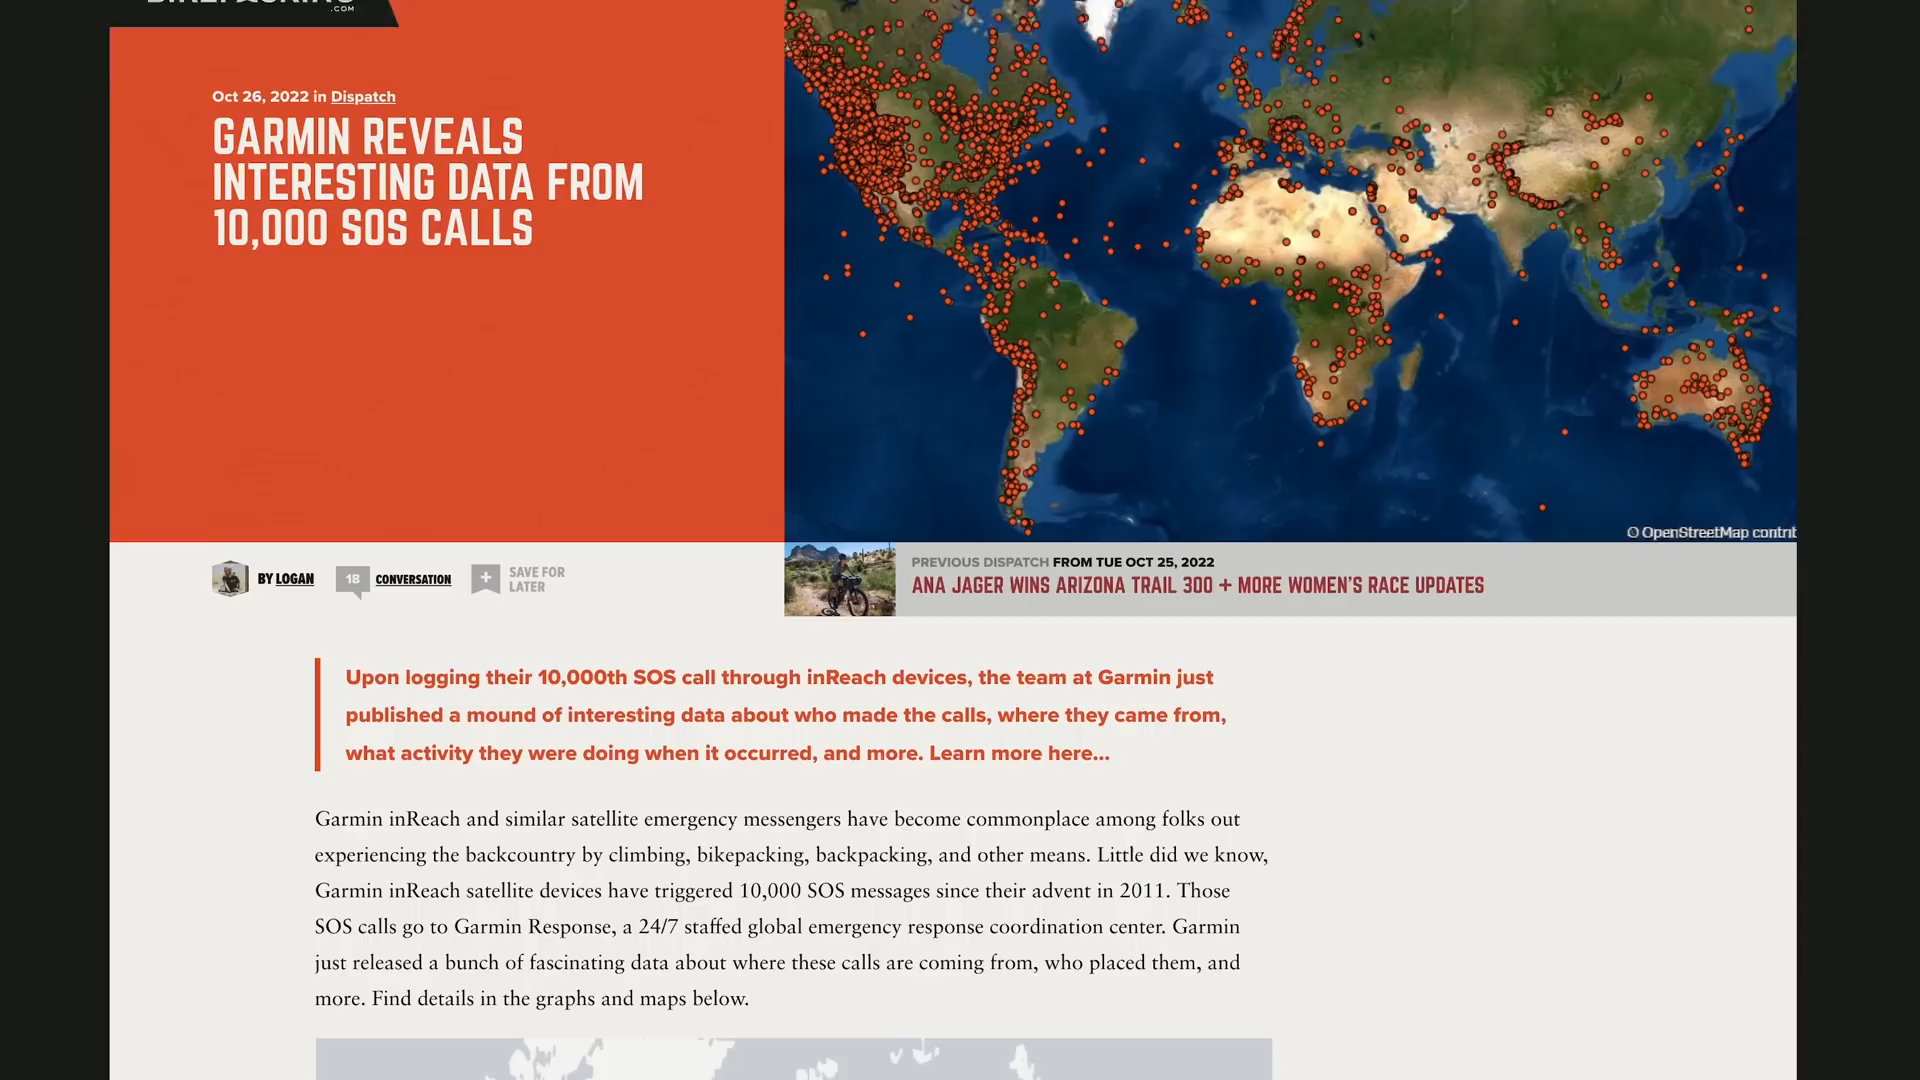 BIKEPACKING
.COM
Oct 26, 2022 in Dispatch
GARMIN REVEALS
INTERESTING DATA FROM
10,000 SOS CALLS
© OpenStreetMap contrit
BY LOGAN
18
CONVERSATION
SAVE FOR
LATER
PREVIOUS DISPATCH FROM TUE OCT 25, 2022
ANA JAGER WINS ARIZONA TRAIL 300 + MORE WOMEN'S RACE UPDATES
Upon logging their 10,000th SOS call through inReach devices, the team at Garmin just
published a mound of interesting data about who made the calls, where they came from,
what activity they were doing when it occurred, and more. Learn more here...
Garmin inReach and similar satellite emergency messengers have become commonplace among folks out
experiencing the backcountry by climbing, bikepacking, backpacking, and other means. Little did we know,
Garmin inReach satellite devices have triggered 10,000 SOS messages since their advent in 2011. Those
SOS calls go to Garmin Response, a 24/7 staffed global emergency response coordination center. Garmin
just released a bunch of fascinating data about where these calls are coming from, who placed them, and
more. Find details in the graphs and maps below.